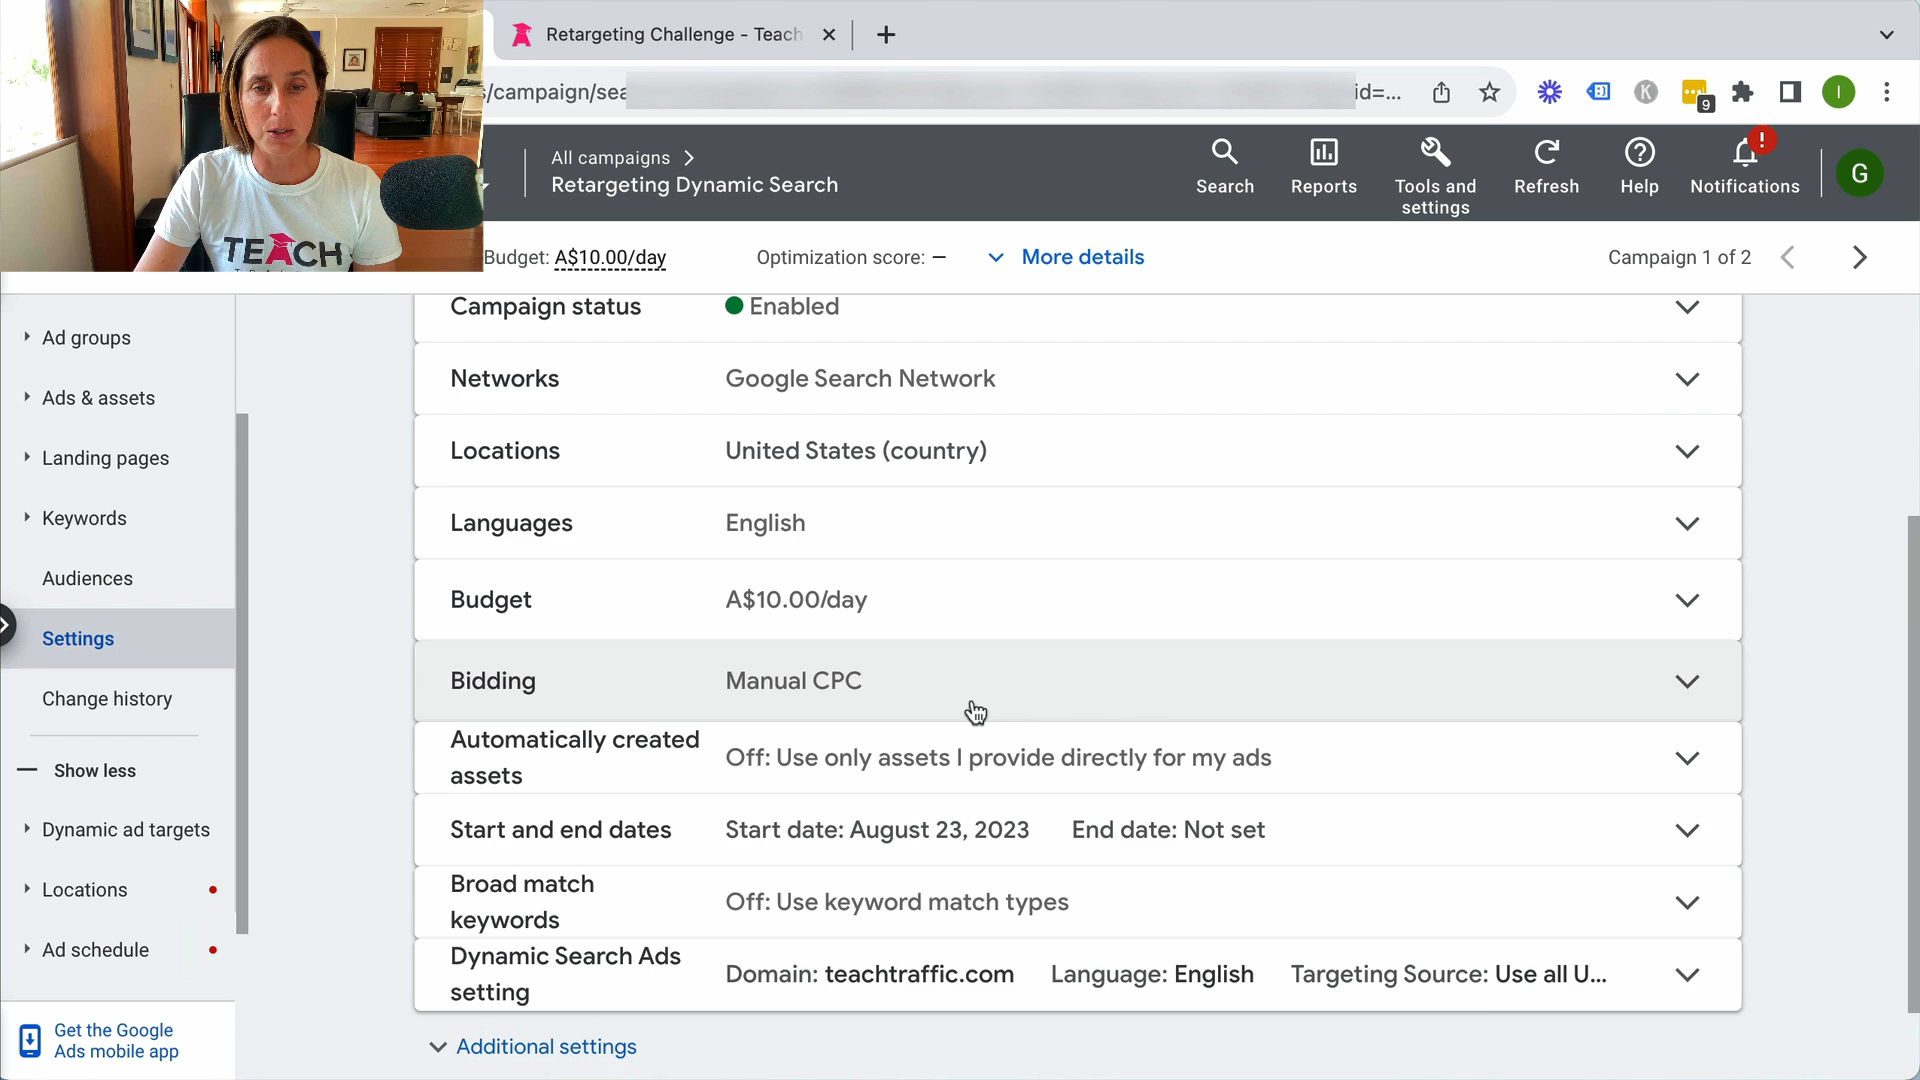 Retargeting Challenge - Teach
/campaign/sea
id=...
9
I
All campaigns
Retargeting Dynamic Search
Search
Reports
Tools and
settings
Refresh
Help
!
Notifications
G
TEACH
Budget: A$10.00/day
Optimization score: –
More details
Campaign 1 of 2
Ad groups
Ads & assets
Landing pages
Keywords
Audiences
Settings
Change history
Show less
Dynamic ad targets
Locations
Ad schedule
Get the Google
Ads mobile app
Campaign status
Enabled
Networks
Google Search Network
Locations
United States (country)
Languages
English
Budget
A$10.00/day
Bidding
Manual CPC
Automatically created
assets
Off: Use only assets I provide directly for my ads
Start and end dates
Start date: August 23, 2023 End date: Not set
Broad match
keywords
Off: Use keyword match types
Dynamic Search Ads
setting
Domain: teachtraffic.com Language: English Targeting Source: Use all U...
Additional settings